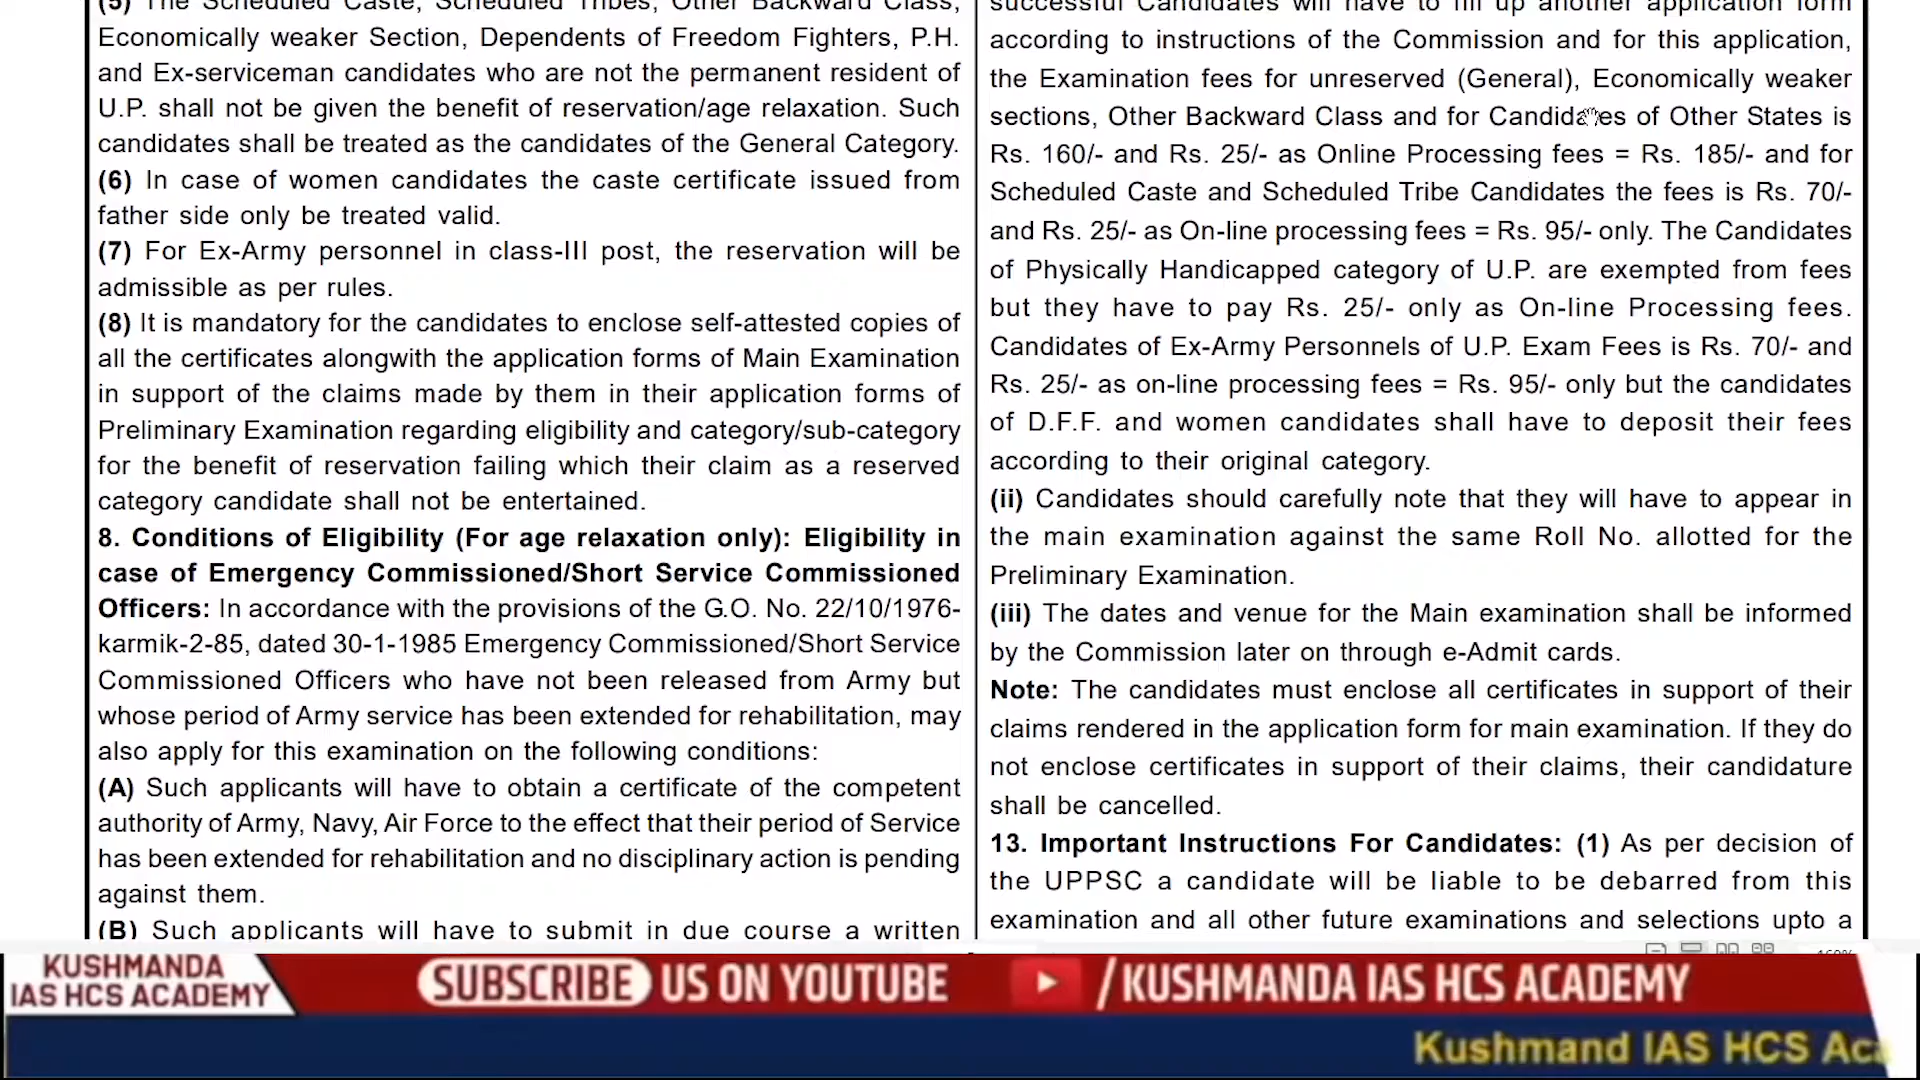 (5) The Scheduled Caste, Scheduled Tribes, Other Backward Class,
Economically weaker Section, Dependents of Freedom Fighters, P.H.
and Ex-serviceman candidates who are not the permanent resident of
U.P. shall not be given the benefit of reservation/age relaxation. Such
candidates shall be treated as the candidates of the General Category.
(6) In case of women candidates the caste certificate issued from
father side only be treated valid.
(7) For Ex-Army personnel in class-III post, the reservation will be
admissible as per rules.
(8) It is mandatory for the candidates to enclose self-attested copies of
all the certificates alongwith the application forms of Main Examination
in support of the claims made by them in their application forms of
Preliminary Examination regarding eligibility and category/sub-category
for the benefit of reservation failing which their claim as a reserved
category candidate shall not be entertained.
8. Conditions of Eligibility (For age relaxation only): Eligibility in
case of Emergency Commissioned/Short Service Commissioned
Officers: In accordance with the provisions of the G.O. No. 22/10/1976-
karmik-2-85, dated 30-1-1985 Emergency Commissioned/Short Service
Commissioned Officers who have not been released from Army but
whose period of Army service has been extended for rehabilitation, may
also apply for this examination on the following conditions:
(A) Such applicants will have to obtain a certificate of the competent
authority of Army, Navy, Air Force to the effect that their period of Service
has been extended for rehabilitation and no disciplinary action is pending
against them.
(B) Such applicants will have to submit in due course a written
successful Candidates will have to fill up another application form
according to instructions of the Commission and for this application,
the Examination fees for unreserved (General), Economically weaker
sections, Other Backward Class and for Candidates of Other States is
Rs. 160/- and Rs. 25/- as Online Processing fees = Rs. 185/- and for
Scheduled Caste and Scheduled Tribe Candidates the fees is Rs. 70/-
and Rs. 25/- as On-line processing fees = Rs. 95/- only. The Candidates
of Physically Handicapped category of U.P. are exempted from fees
but they have to pay Rs. 25/- only as On-line Processing fees.
Candidates of Ex-Army Personnels of U.P. Exam Fees is Rs. 70/- and
Rs. 25/- as on-line processing fees = Rs. 95/- only but the candidates
of D.F.F. and women candidates shall have to deposit their fees
according to their original category.
(ii) Candidates should carefully note that they will have to appear in
the main examination against the same Roll No. allotted for the
Preliminary Examination.
(iii) The dates and venue for the Main examination shall be informed
by the Commission later on through e-Admit cards.
Note: The candidates must enclose all certificates in support of their
claims rendered in the application form for main examination. If they do
not enclose certificates in support of their claims, their candidature
shall be cancelled.
13. Important Instructions For Candidates: (1) As per decision of
the UPPSC a candidate will be liable to be debarred from this
examination and all other future examinations and selections upto a
KUSHMANDA
IAS HCS ACADEMY
SUBSCRIBE US ON YOUTUBE /KUSHMANDA IAS HCS ACADEMY
Kushmand IAS HCS Aca